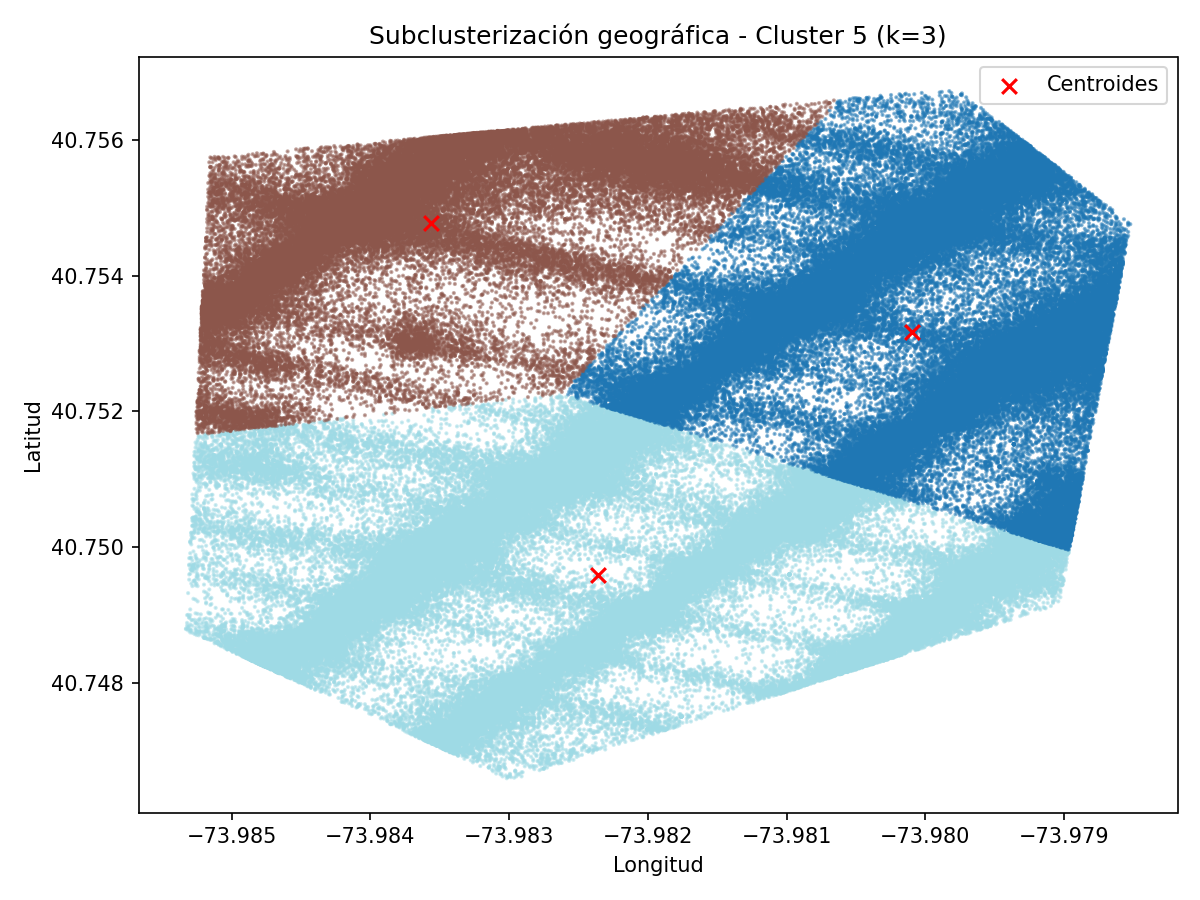 Subclusterización geográfica - Cluster 5 (k=3)
Centroides
40.756
40.754
40.752
40.750
40.748
Latitud
−73.985 −73.984 −73.983 −73.982 −73.981 −73.980 −73.979
Longitud